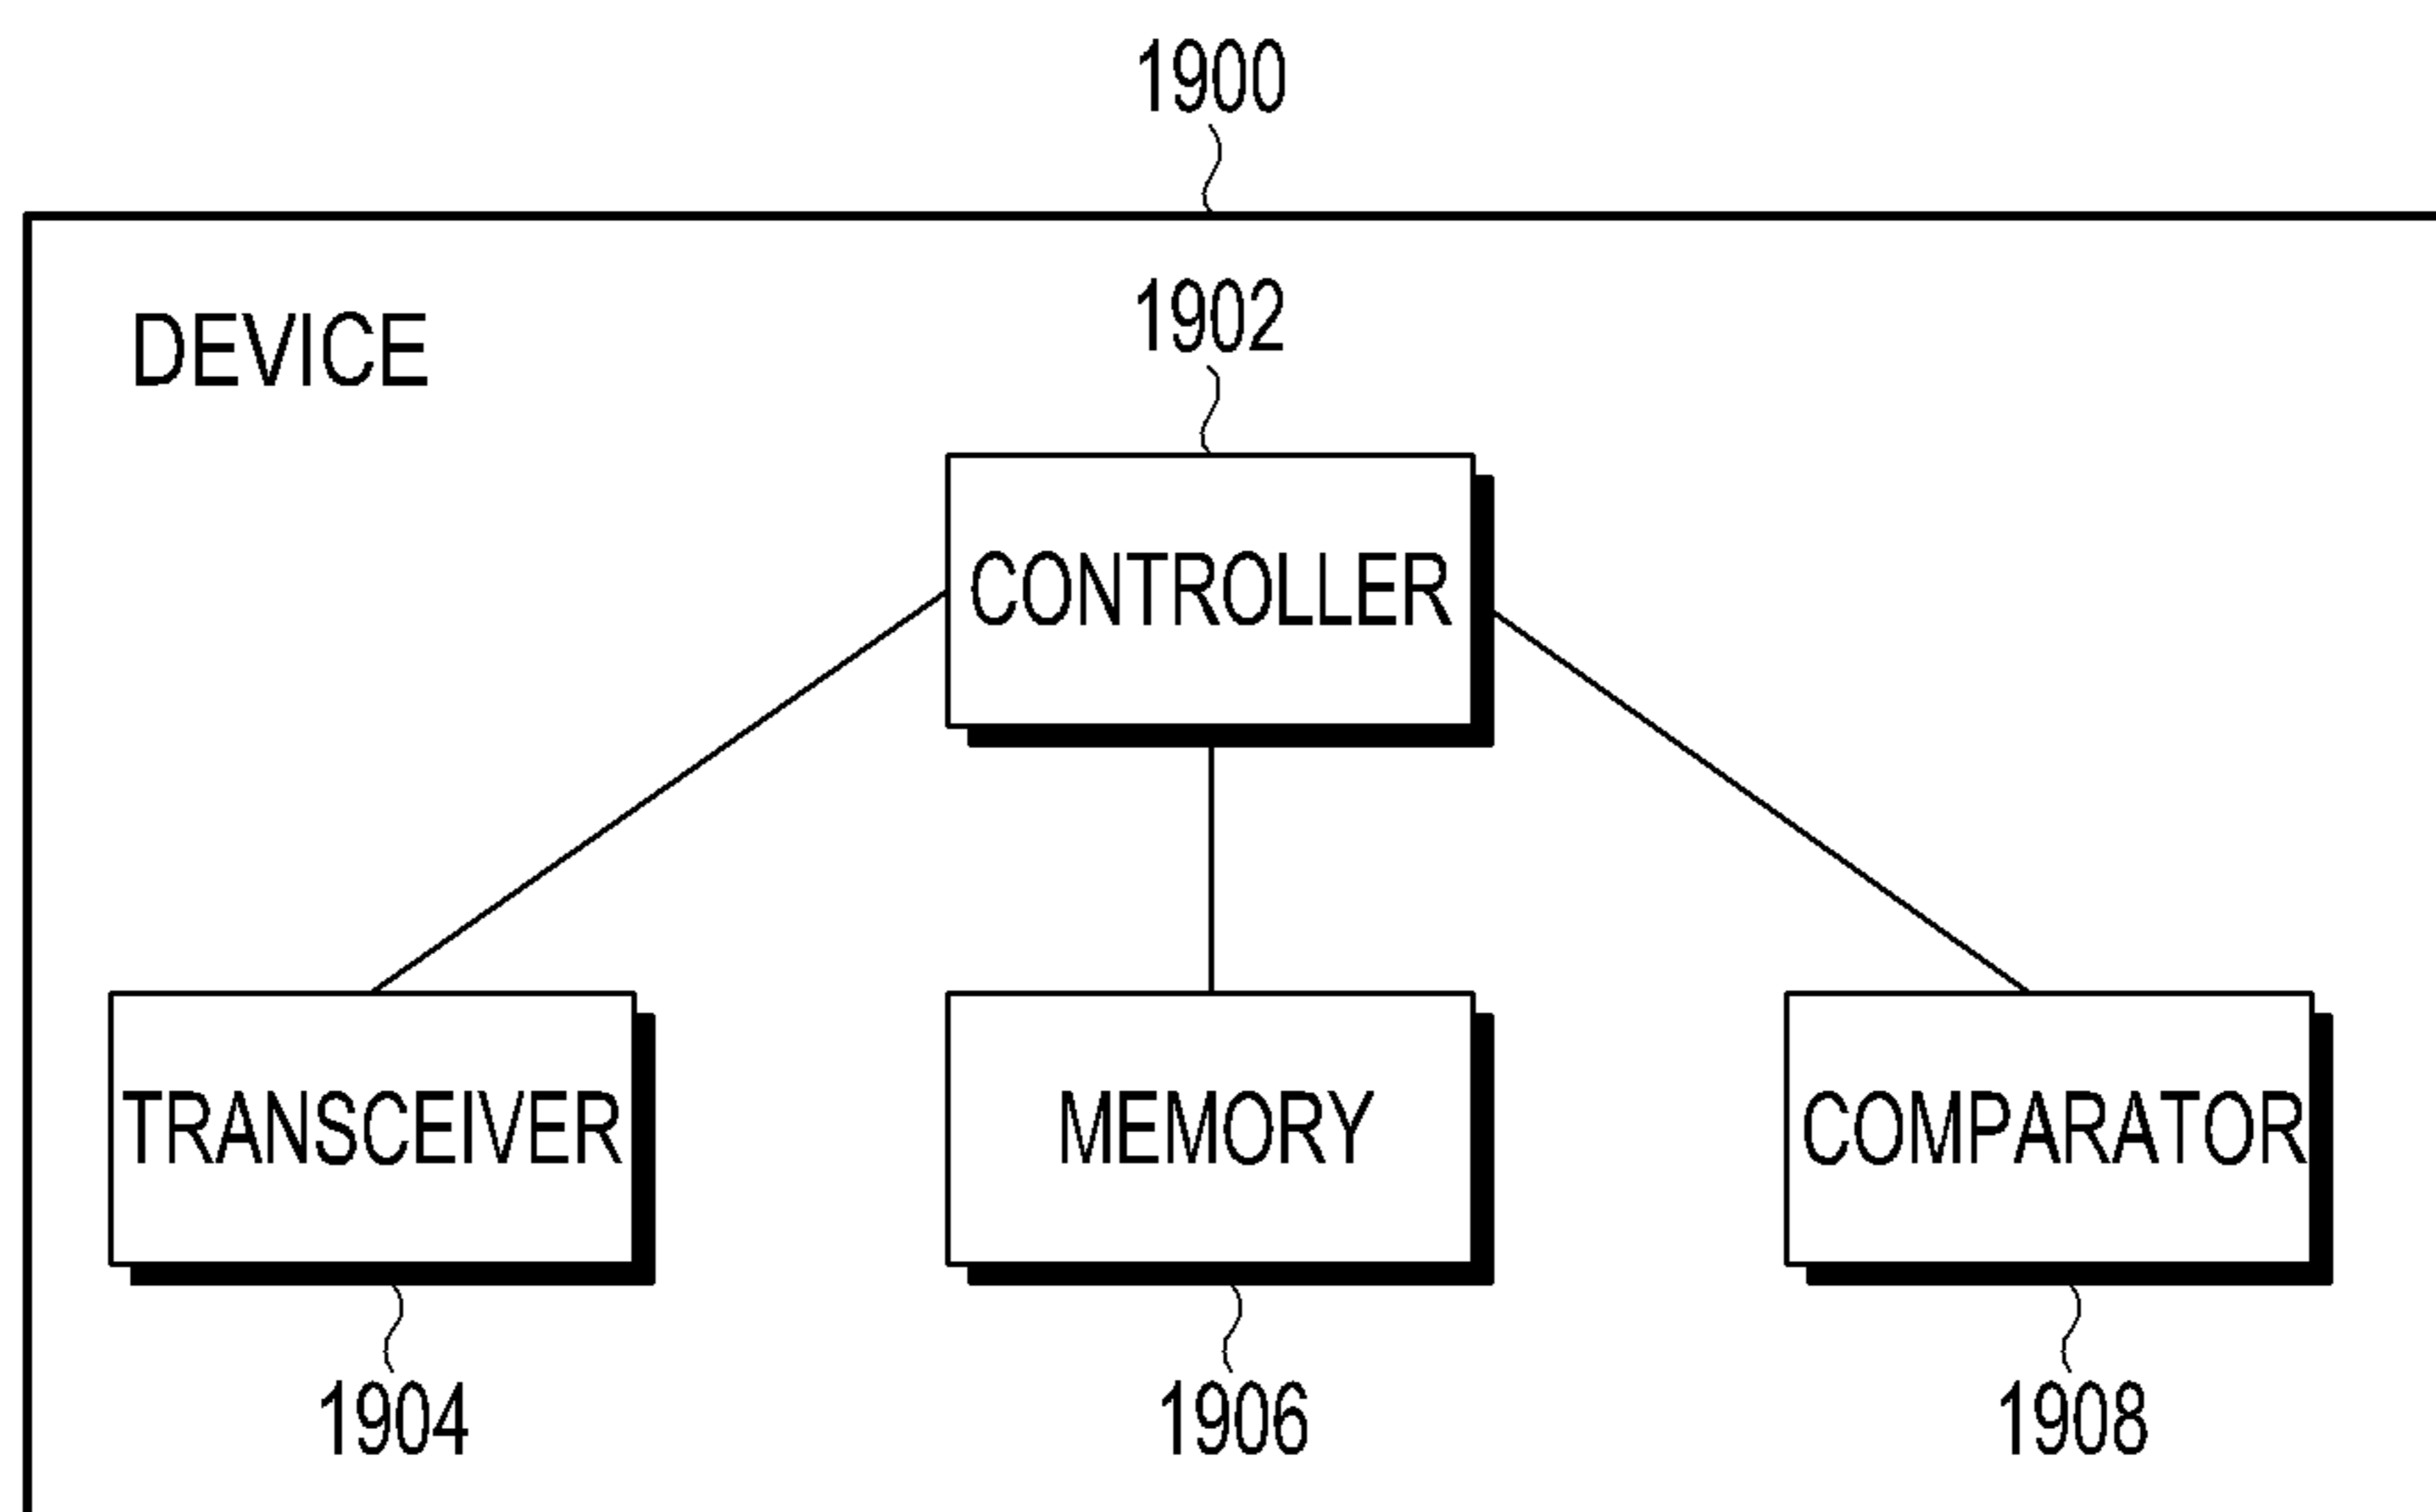 1900
DEVICE
1902
CONTROLLER
TRANSCEIVER
MEMORY
COMPARATOR
1904
1906
1908